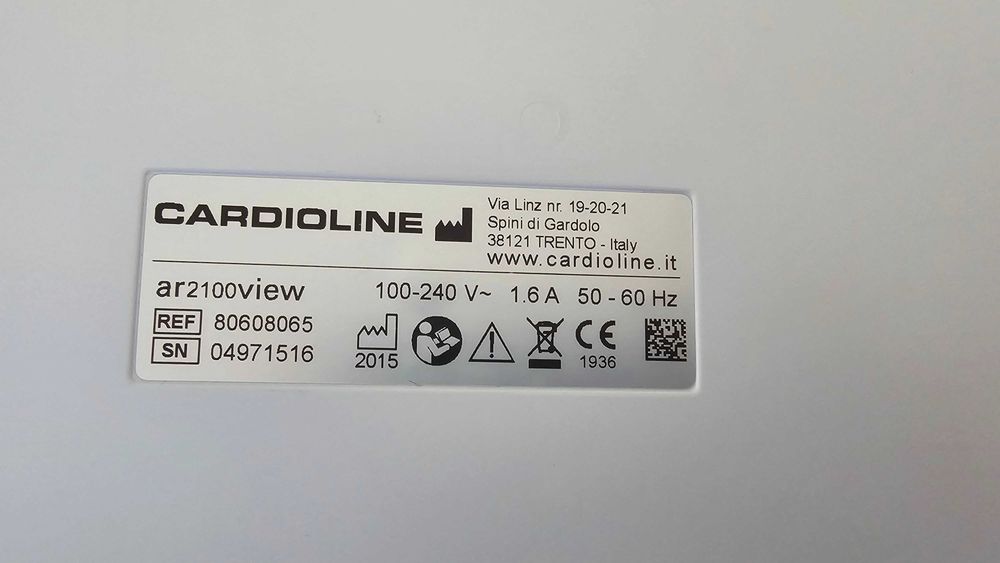 CARDIOLINE
Via Linz nr. 19-20-21
Spini di Gardolo
38121 TRENTO - Italy
www.cardioline.it
ar2100view
100-240 V~ 1.6 A 50 - 60 Hz
REF 80608065
SN 04971516
2015
CE
1936